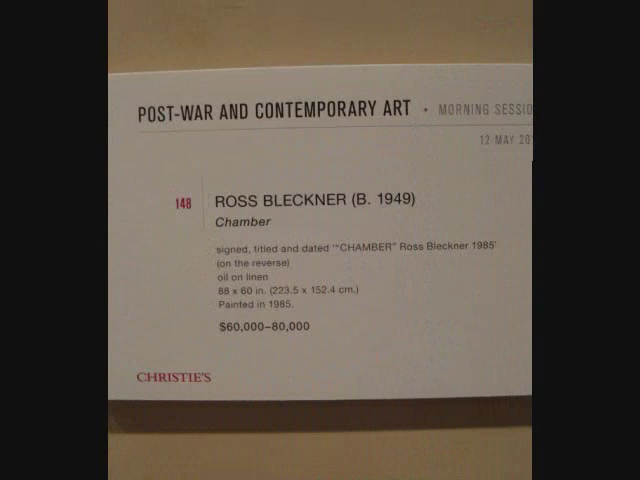 POST-WAR AND CONTEMPORARY ART • MORNING SESSIO
12 MAY 20
148 ROSS BLECKNER (B. 1949)
Chamber
signed, titled and dated '"CHAMBER" Ross Bleckner 1985'
(on the reverse)
oil on linen
88 x 60 in. (223.5 x 152.4 cm.)
Painted in 1985.
$60,000–80,000
CHRISTIE'S